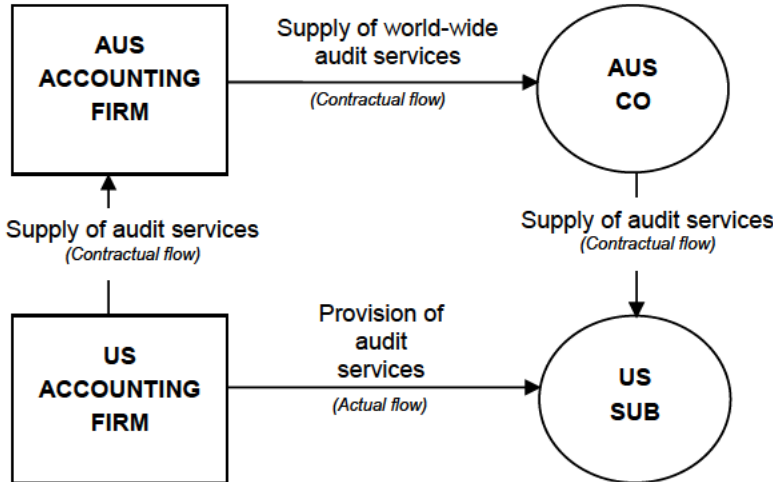 AUS
ACCOUNTING
FIRM
Supply of world-wide
audit services
(Contractual flow)
AUS
CO
Supply of audit services
(Contractual flow)
Supply of audit services
(Contractual flow)
US
ACCOUNTING
FIRM
Provision of
audit
services
(Actual flow)
US
SUB